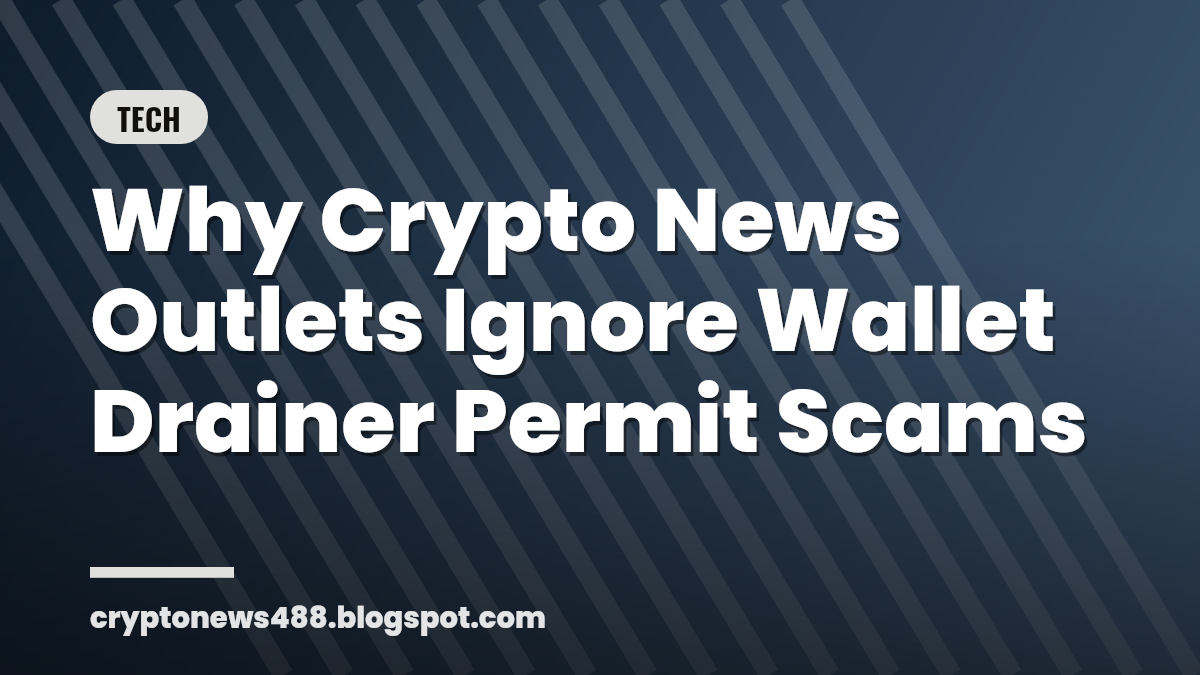 TECH
Why Crypto News
Outlets Ignore Wallet
Drainer Permit Scams
cryptonews488.blogspot.com